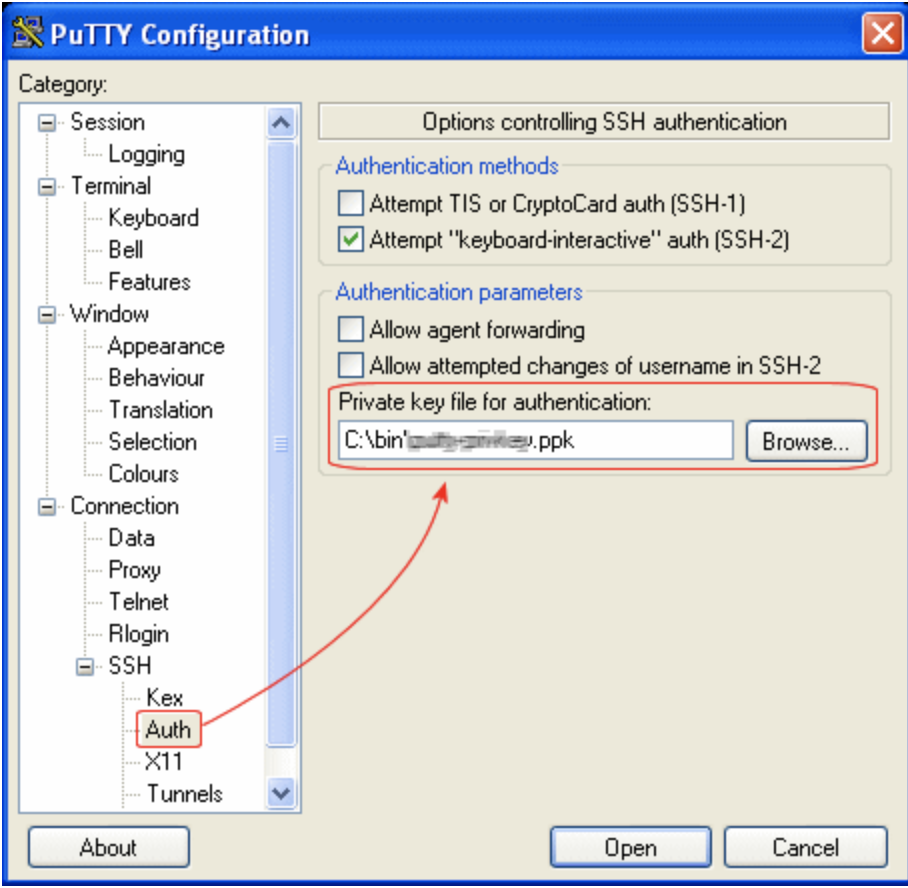 PuTTY Configuration
Category:
Session
Logging
Terminal
Keyboard
Bell
Features
Window
Appearance
Behaviour
Translation
Selection
Colours
Connection
Data
Proxy
Telnet
Rlogin
SSH
Kex
Auth
X11
Tunnels
Options controlling SSH authentication
Authentication methods
Attempt TIS or CryptoCard auth (SSH-1)
Attempt "keyboard-interactive" auth (SSH-2)
Authentication parameters
Allow agent forwarding
Allow attempted changes of username in SSH-2
Private key file for authentication:
C:\bin\ .ppk
Browse...
About
Open
Cancel